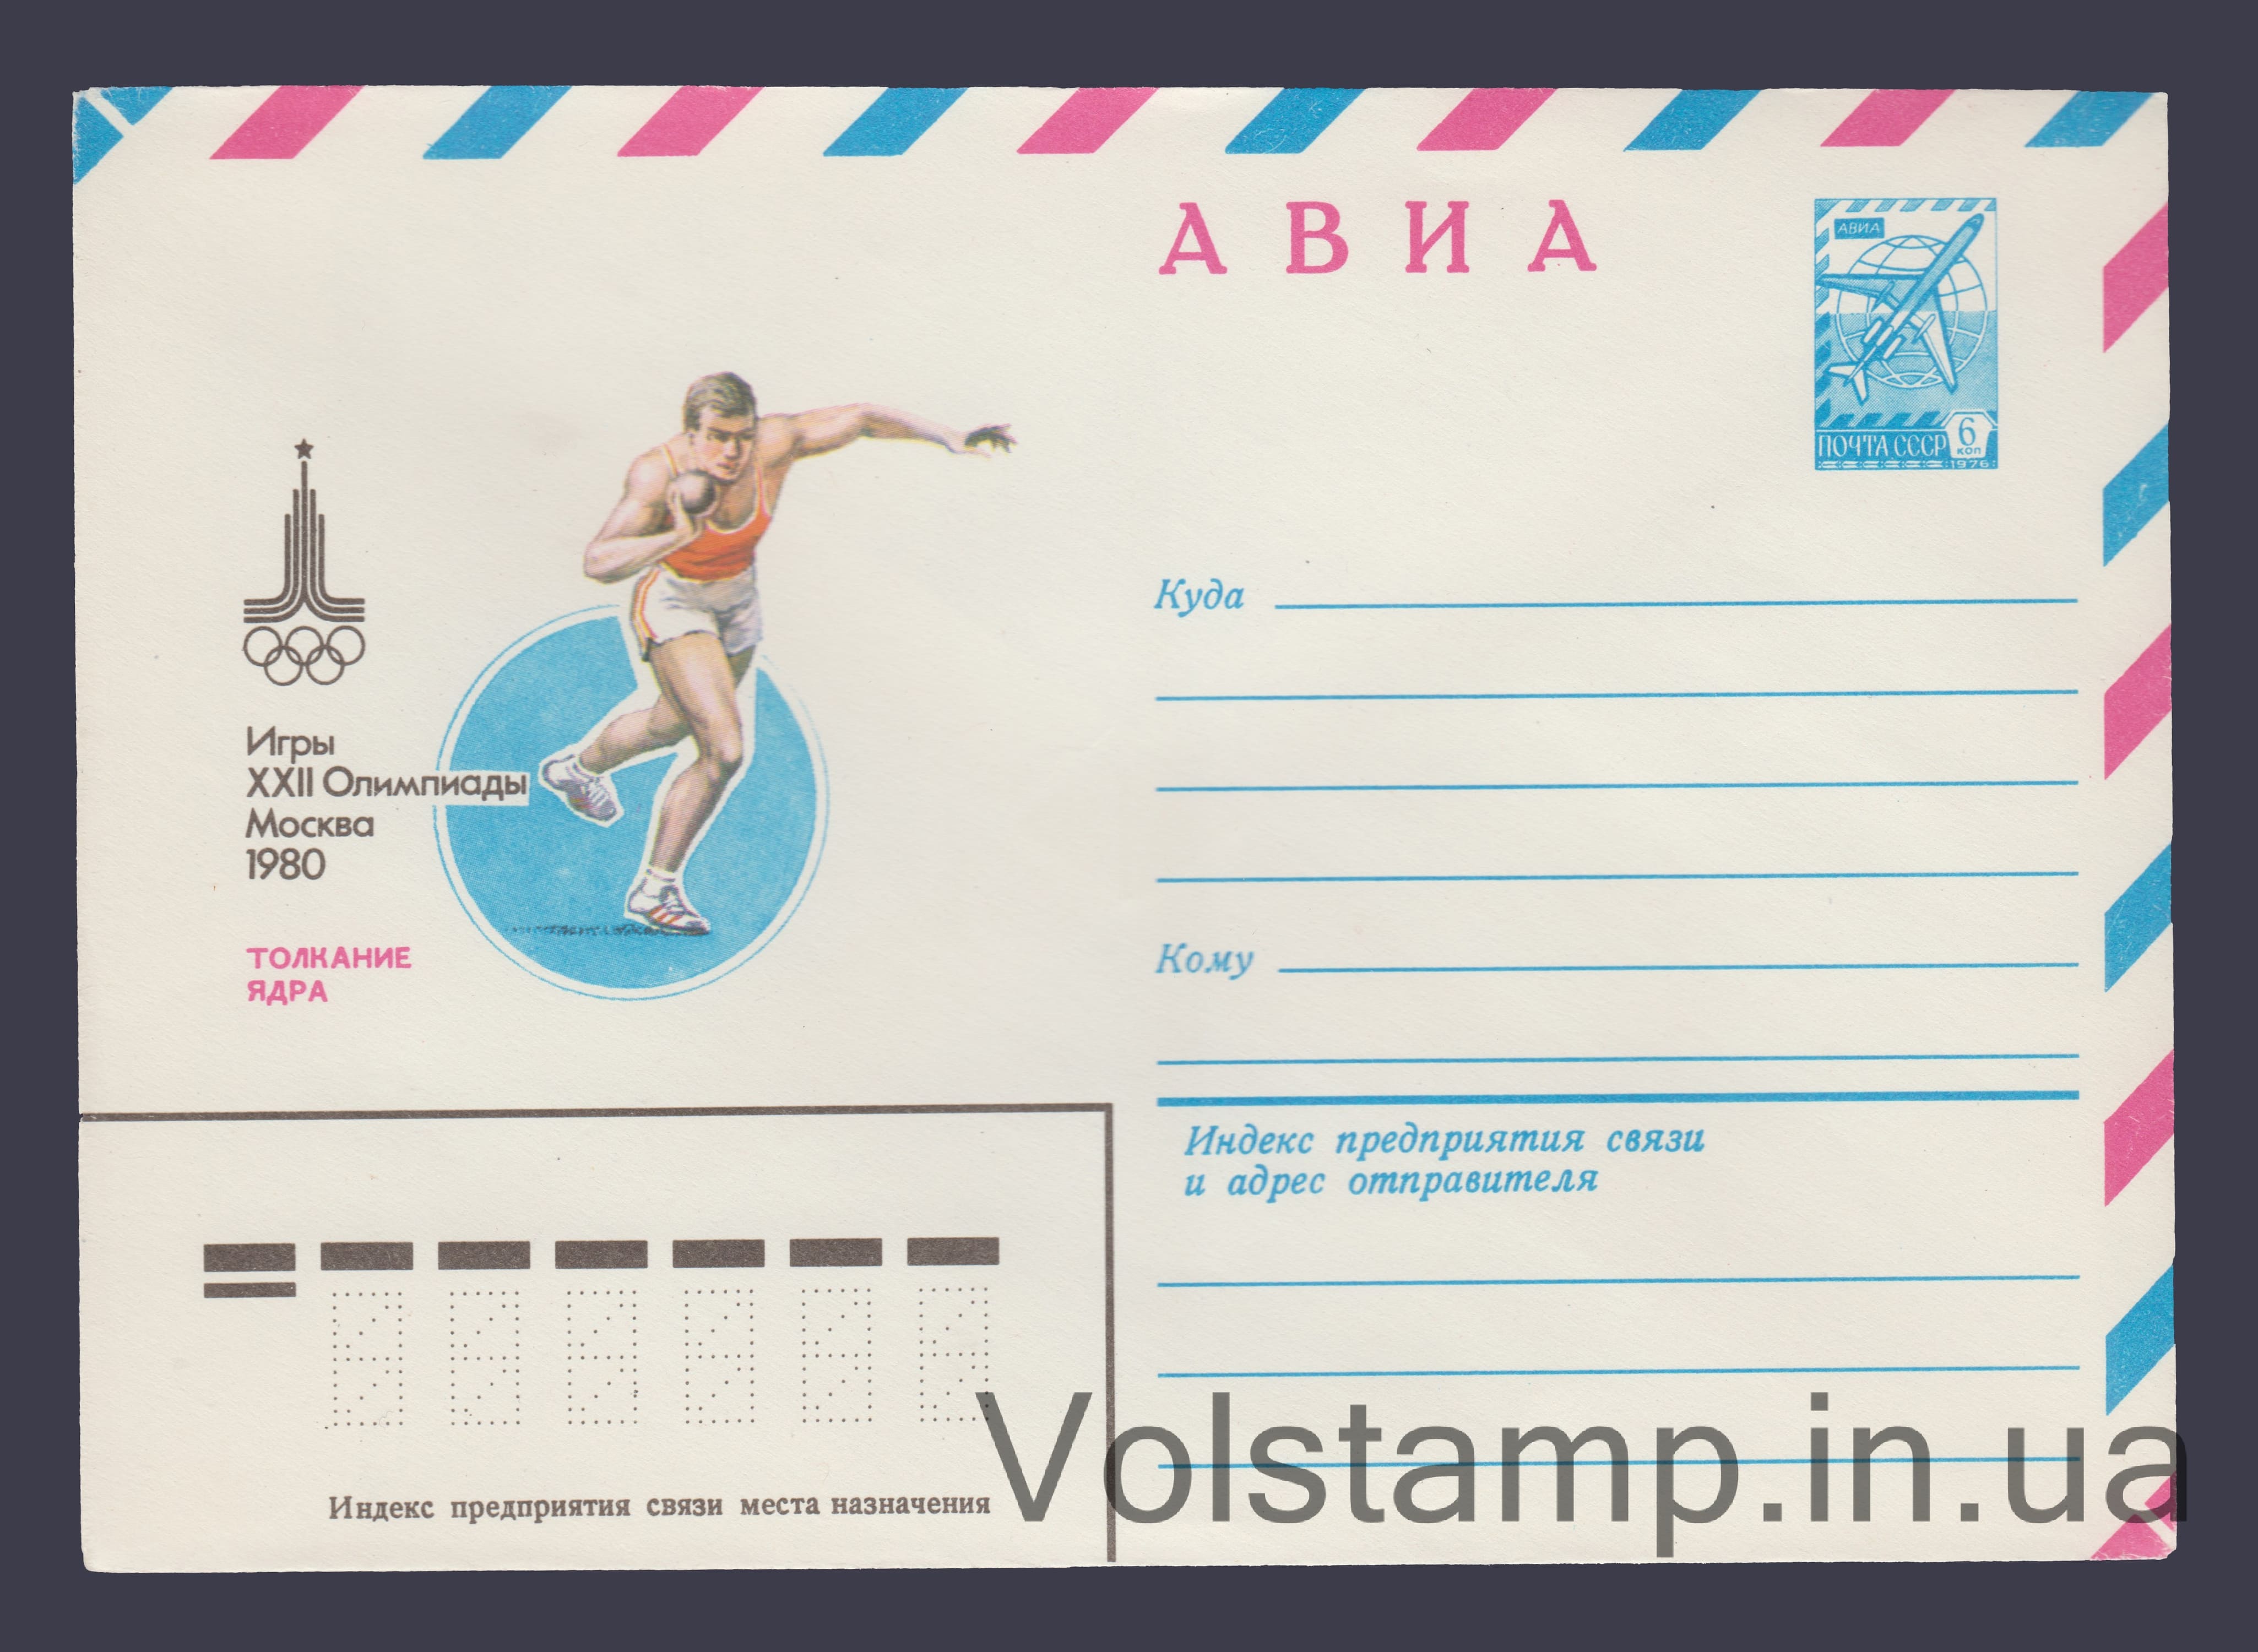 АВИА
АВИА
ПОЧТА СССР 6
коп
1976
Игры
XXII Олимпиады
Москва
1980
ТОЛКАНИЕ
ЯДРА
Куда
Кому
Индекс предприятия связи
и адрес отправителя
Индекс предприятия связи места назначения
Volstamp.in.ua